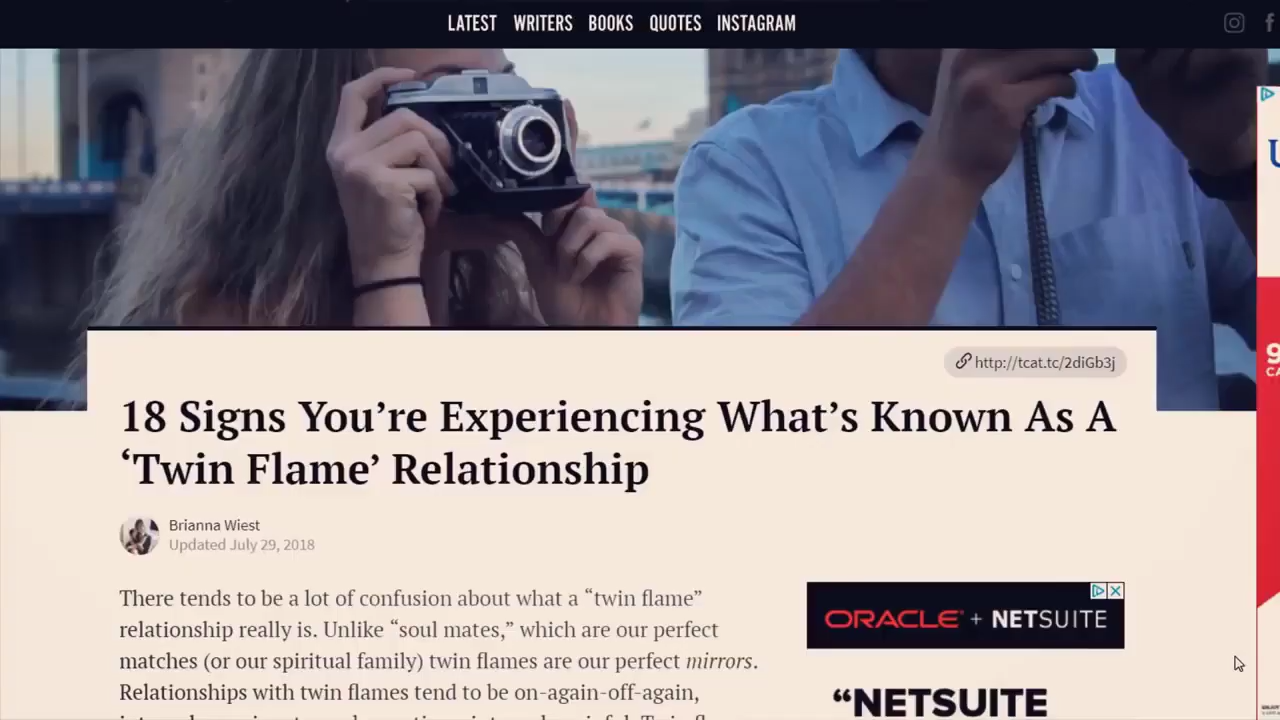 LATEST WRITERS BOOKS QUOTES INSTAGRAM
http://tcat.tc/2diGb3j
18 Signs You’re Experiencing What’s Known As A
‘Twin Flame’ Relationship
Brianna Wiest
Updated July 29, 2018
There tends to be a lot of confusion about what a “twin flame”
relationship really is. Unlike “soul mates,” which are our perfect
matches (or our spiritual family) twin flames are our perfect mirrors.
Relationships with twin flames tend to be on-again-off-again,
ORACLE + NETSUITE
“NETSUITE